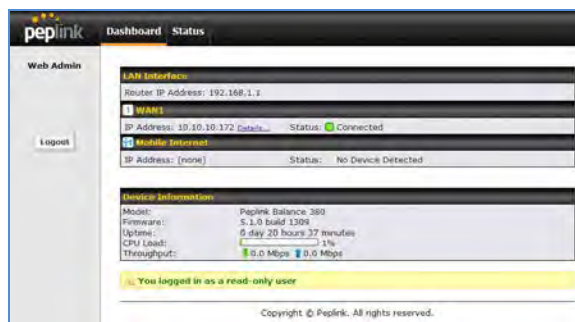 peplink
Dashboard Status
Web Admin
LAN Interface
Router IP Address: 192.168.1.1
1 WAN1
IP Address: 10.10.10.172 Details... Status: Connected
Logout
Mobile Internet
IP Address: (none) Status: No Device Detected
Device Information
Model: Peplink Balance 380
Firmware: 5.1.0 build 1309
Uptime: 0 day 20 hours 37 minutes
CPU Load: 1%
Throughput: 0.0 Mbps 0.0 Mbps
You logged in as a read-only user
Copyright © Peplink. All rights reserved.